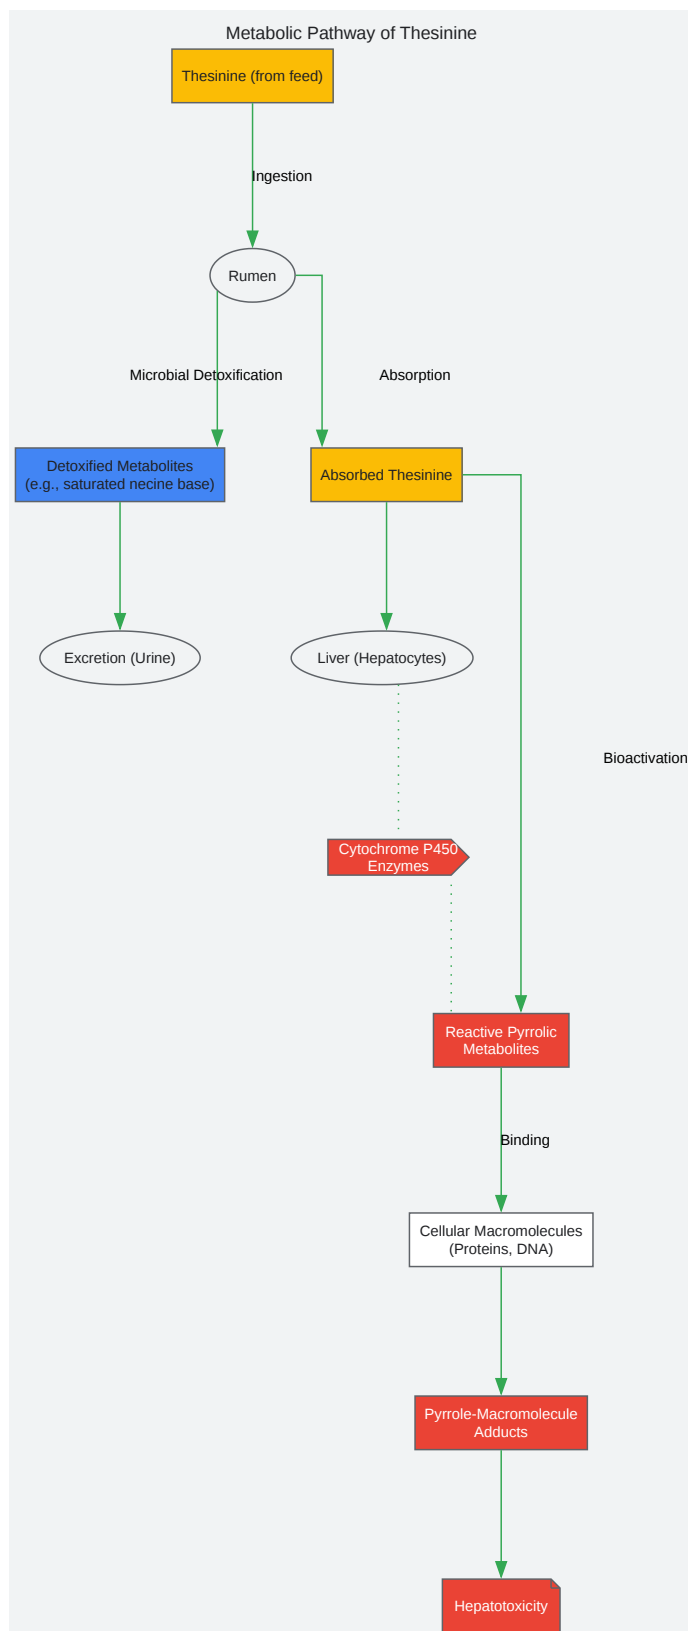 Metabolic Pathway of Thesinine
Thesinine (from feed)
Ingestion
Rumen
Microbial Detoxification
Absorption
Detoxified Metabolites
(e.g., saturated necine base)
Absorbed Thesinine
Excretion (Urine)
Liver (Hepatocytes)
Bioactivation
Cytochrome P450
Enzymes
Reactive Pyrrolic
Metabolites
Binding
Cellular Macromolecules
(Proteins, DNA)
Pyrrole-Macromolecule
Adducts
Hepatotoxicity